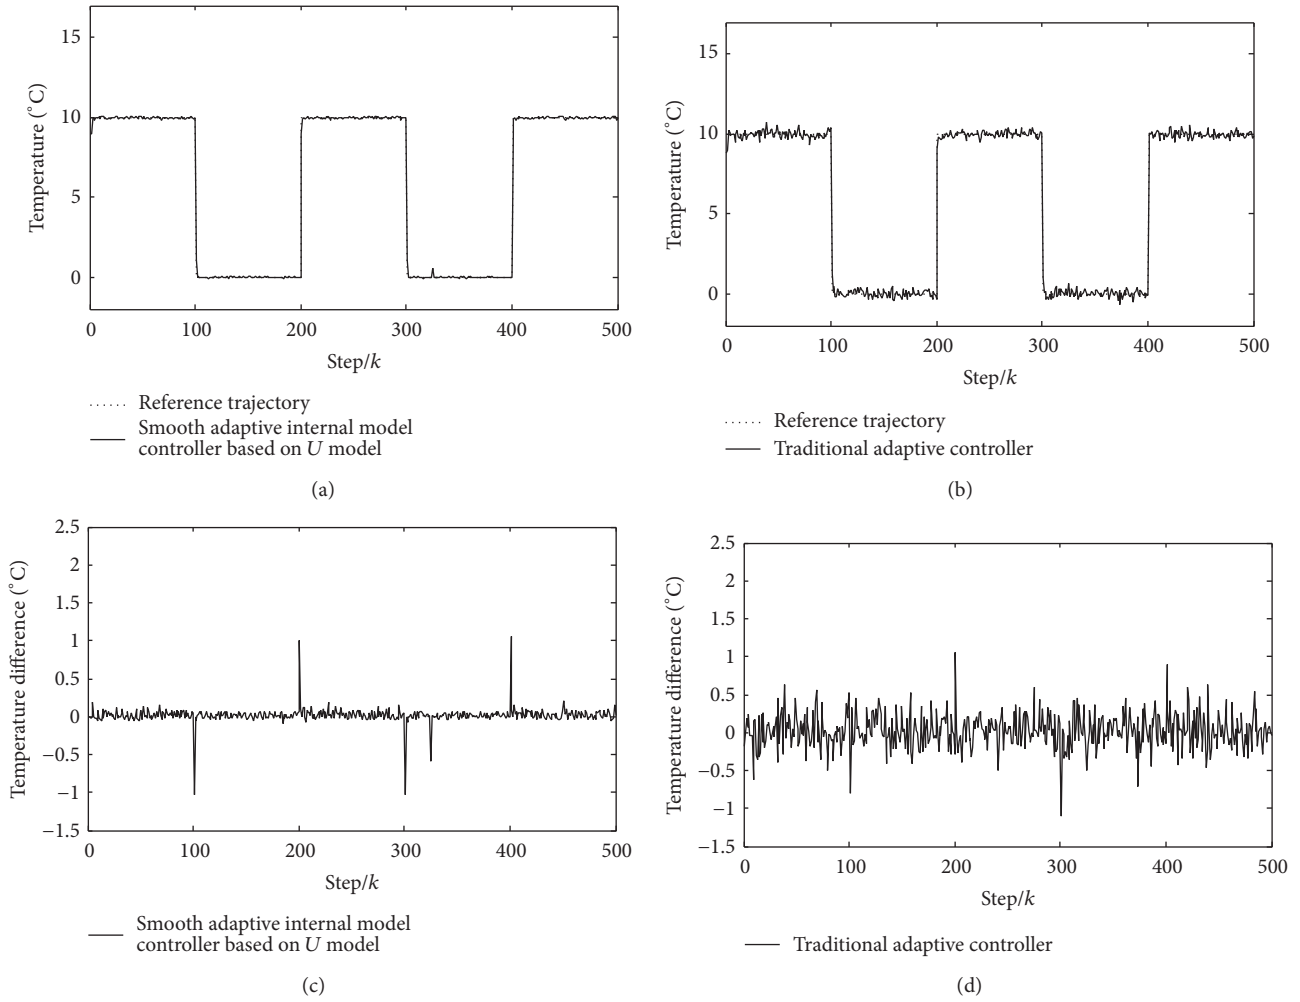 15
10
5
0
Temperature (°C)
0 100 200 300 400 500
Step/k
Reference trajectory
Smooth adaptive internal model
controller based on U model
(a)
15
10
5
0
Temperature (°C)
0 100 200 300 400 500
Step/k
Reference trajectory
Traditional adaptive controller
(b)
2.5
2
1.5
1
0.5
0
−0.5
−1
−1.5
Temperature difference (°C)
0 100 200 300 400 500
Step/k
Smooth adaptive internal model
controller based on U model
(c)
2.5
2
1.5
1
0.5
0
−0.5
−1
−1.5
Temperature difference (°C)
0 100 200 300 400 500
Step/k
Traditional adaptive controller
(d)